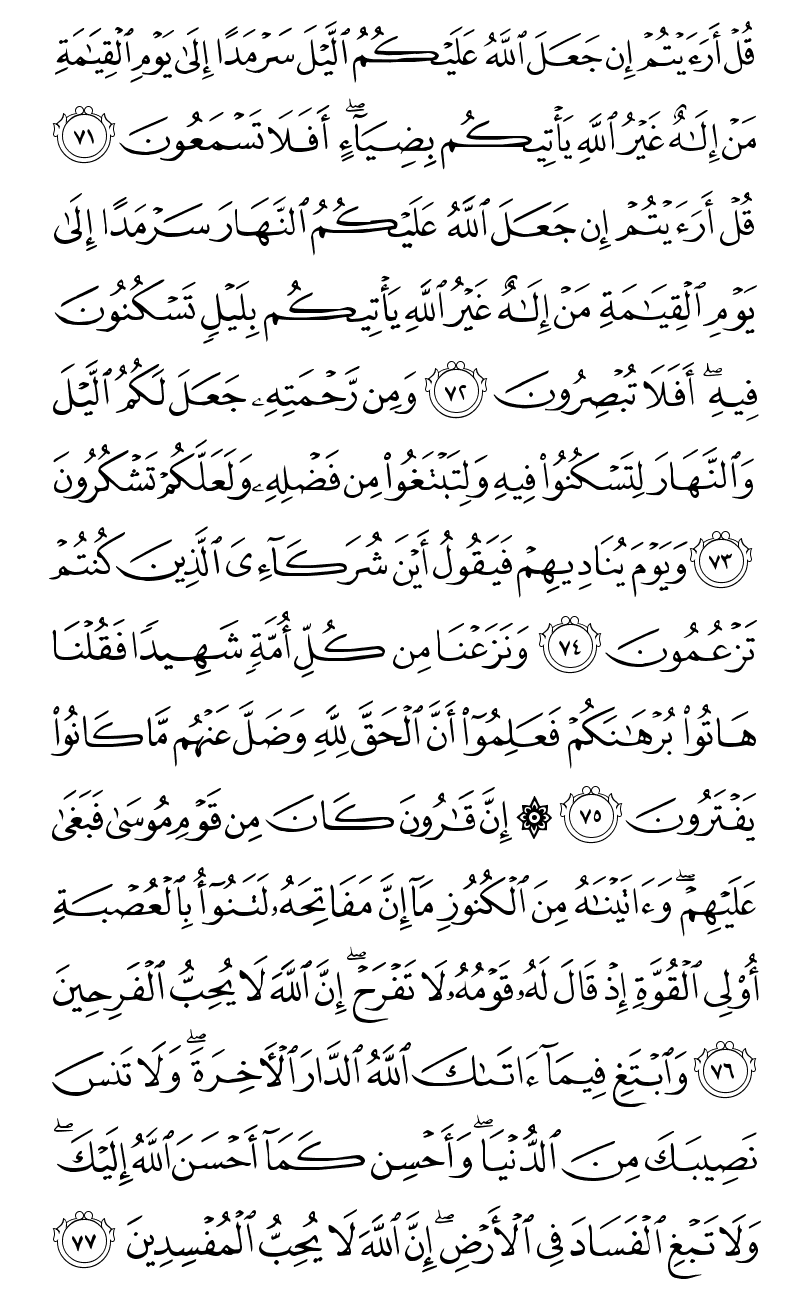 قُلْ أَرَءَيْتُمْ إِن جَعَلَ ٱللَّهُ عَلَيْكُمُ ٱلَّيْلَ سَرْمَدًا إِلَىٰ يَوْمِ ٱلْقِيَٰمَةِ
مَنْ إِلَٰهٌ غَيْرُ ٱللَّهِ يَأْتِيكُم بِضِيَآءٍ ۖ أَفَلَا تَسْمَعُونَ ٧١
قُلْ أَرَءَيْتُمْ إِن جَعَلَ ٱللَّهُ عَلَيْكُمُ ٱلنَّهَارَ سَرْمَدًا إِلَىٰ
يَوْمِ ٱلْقِيَٰمَةِ مَنْ إِلَٰهٌ غَيْرُ ٱللَّهِ يَأْتِيكُم بِلَيْلٍ تَسْكُنُونَ
فِيهِ ۖ أَفَلَا تُبْصِرُونَ ٧٢ وَمِن رَّحْمَتِهِۦ جَعَلَ لَكُمُ ٱلَّيْلَ
وَٱلنَّهَارَ لِتَسْكُنُوا۟ فِيهِ وَلِتَبْتَغُوا۟ مِن فَضْلِهِۦ وَلَعَلَّكُمْ تَشْكُرُونَ
٧٣ وَيَوْمَ يُنَادِيهِمْ فَيَقُولُ أَيْنَ شُرَكَآءِىَ ٱلَّذِينَ كُنتُمْ
تَزْعُمُونَ ٧٤ وَنَزَعْنَا مِن كُلِّ أُمَّةٍ شَهِيدًا فَقُلْنَا
هَاتُوا۟ بُرْهَٰنَكُمْ فَعَلِمُوٓا۟ أَنَّ ٱلْحَقَّ لِلَّهِ وَضَلَّ عَنْهُم مَّا كَانُوا۟
يَفْتَرُونَ ٧٥ ۞ إِنَّ قَٰرُونَ كَانَ مِن قَوْمِ مُوسَىٰ فَبَغَىٰ
عَلَيْهِمْ ۖ وَءَاتَيْنَٰهُ مِنَ ٱلْكُنُوزِ مَآ إِنَّ مَفَاتِحَهُۥ لَتَنُوٓأُ بِٱلْعُصْبَةِ
أُو۟لِى ٱلْقُوَّةِ إِذْ قَالَ لَهُۥ قَوْمُهُۥ لَا تَفْرَحْ ۖ إِنَّ ٱللَّهَ لَا يُحِبُّ ٱلْفَرِحِينَ
٧٦ وَٱبْتَغِ فِيمَآ ءَاتَىٰكَ ٱللَّهُ ٱلدَّارَ ٱلْءَاخِرَةَ ۖ وَلَا تَنسَ
نَصِيبَكَ مِنَ ٱلدُّنْيَا ۖ وَأَحْسِن كَمَآ أَحْسَنَ ٱللَّهُ إِلَيْكَ ۖ
وَلَا تَبْغِ ٱلْفَسَادَ فِى ٱلْأَرْضِ ۖ إِنَّ ٱللَّهَ لَا يُحِبُّ ٱلْمُفْسِدِينَ ٧٧